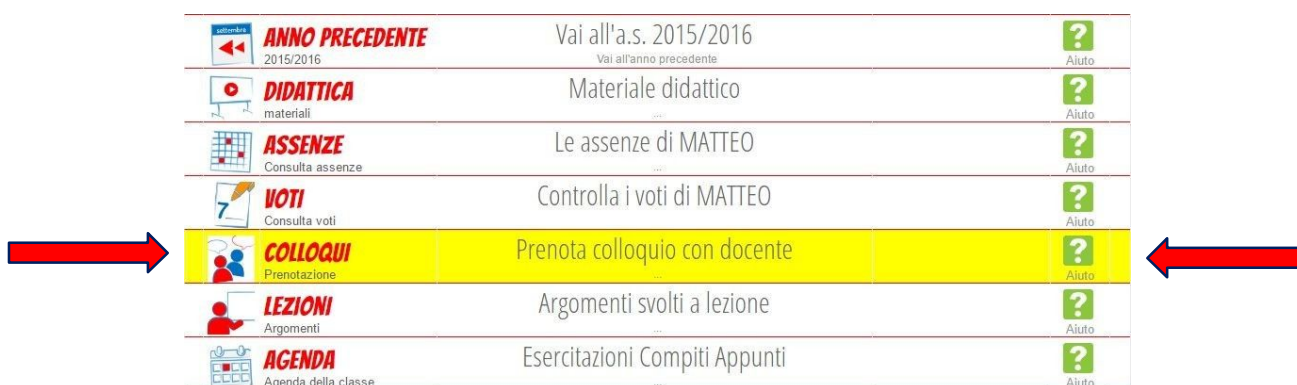 settembre
ANNO PRECEDENTE
2015/2016
Vai all'a.s. 2015/2016
Vai all'anno precedente
?
Aiuto
DIDATTICA
materiali
Materiale didattico
...
?
Aiuto
ASSENZE
Consulta assenze
Le assenze di MATTEO
...
?
Aiuto
7
VOTI
Consulta voti
Controlla i voti di MATTEO
...
?
Aiuto
COLLOQUI
Prenotazione
Prenota colloquio con docente
...
?
Aiuto
LEZIONI
Argomenti
Argomenti svolti a lezione
...
?
Aiuto
AGENDA
Agenda della classe
Esercitazioni Compiti Appunti
...
?
Aiuto